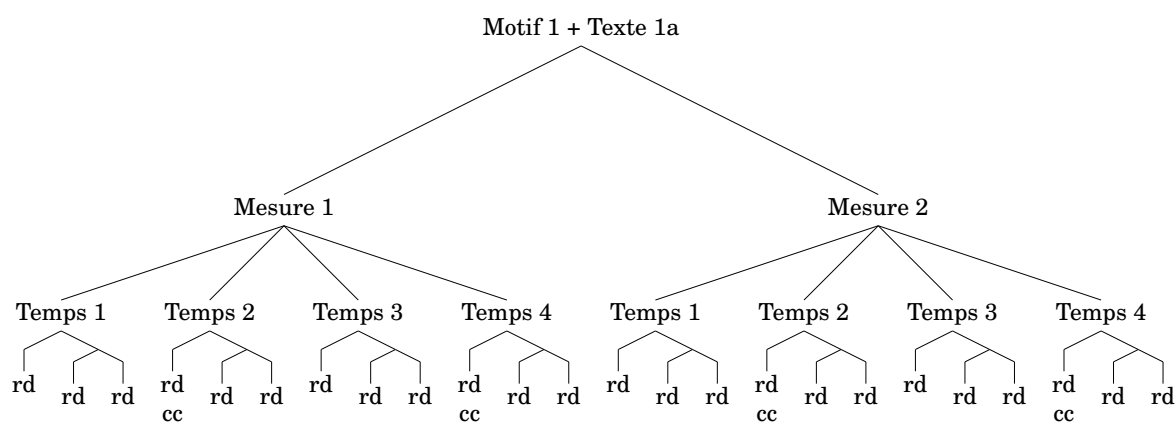 Motif 1 + Texte 1a
Mesure 1 Mesure 2
Temps 1 Temps 2 Temps 3 Temps 4 Temps 1 Temps 2 Temps 3 Temps 4
rd rd rd rd rd rd rd rd rd rd rd rd rd rd rd rd rd rd rd rd rd rd rd rd
cc cc cc cc